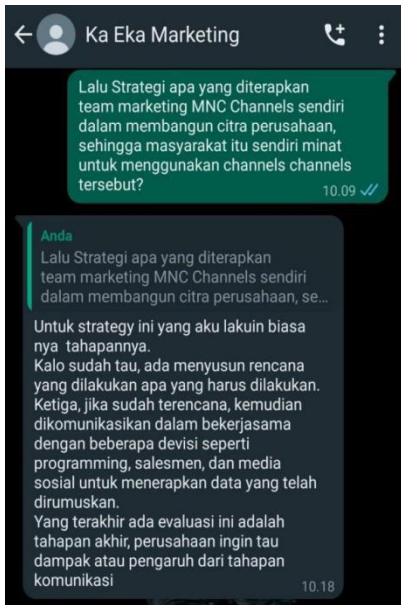 Ka Eka Marketing
Lalu Strategi apa yang diterapkan
team marketing MNC Channels sendiri
dalam membangun citra perusahaan,
sehingga masyarakat itu sendiri minat
untuk menggunakan channels channels
tersebut?
10.09
Anda
Lalu Strategi apa yang diterapkan
team marketing MNC Channels sendiri
dalam membangun citra perusahaan, se...
Untuk strategy ini yang aku lakuin biasa
nya tahapannya.
Kalo sudah tau, ada menyusun rencana
yang dilakukan apa yang harus dilakukan.
Ketiga, jika sudah terencana, kemudian
dikomunikasikan dalam bekerjasama
dengan beberapa devisi seperti
programming, salesmen, dan media
sosial untuk menerapkan data yang telah
dirumuskan.
Yang terakhir ada evaluasi ini adalah
tahapan akhir, perusahaan ingin tau
dampak atau pengaruh dari tahapan
komunikasi
10.18